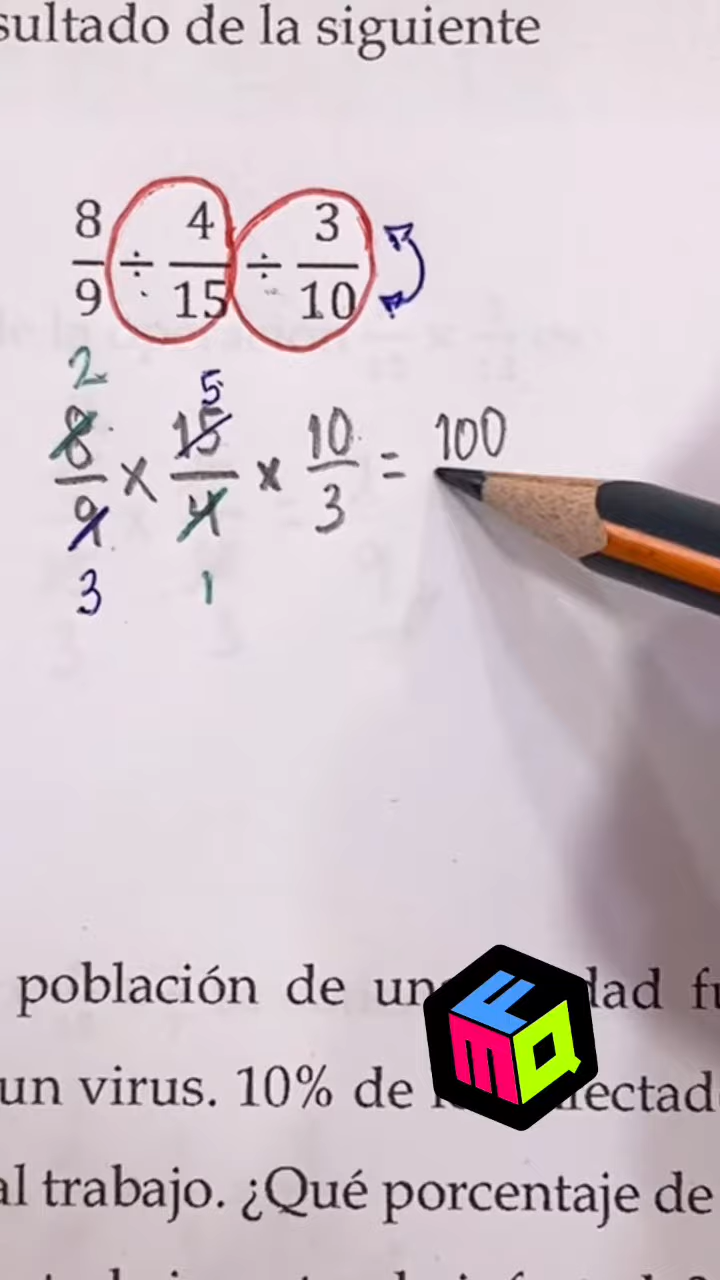 sultado de la siguiente
8/9 ÷ 4/15 ÷ 3/10
2 5
8/9 x 15/4 x 10/3 = 100
3 1
población de un dad fu
un virus. 10% de ectad
al trabajo. ¿Qué porcentaje de
FMQ